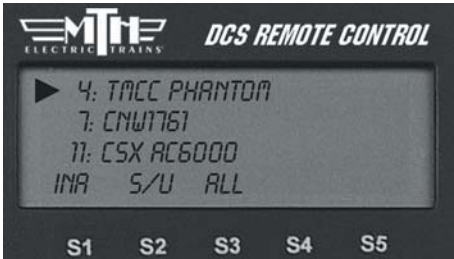 MTH DCS REMOTE CONTROL
ELECTRIC TRAINS
4: TMCC PHANTOM
7: CNW1761
11: CSX AC6000
INA S/U ALL
S1 S2 S3 S4 S5